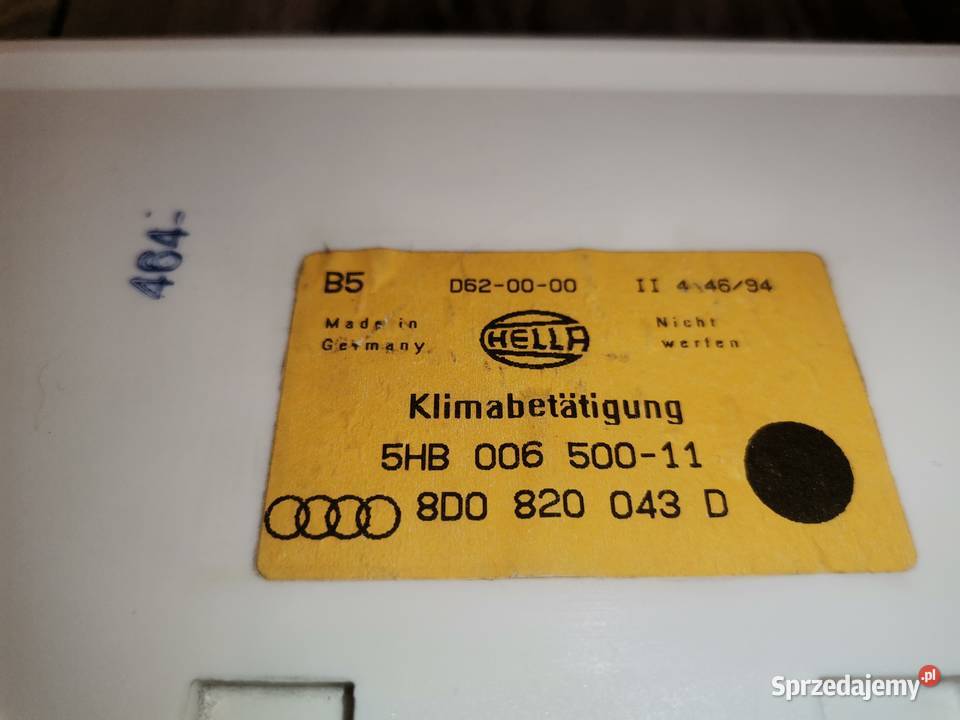 464-
B5 D62-00-00 II 4 46/94
Made in Germany
HELLA
Nicht werfen
Klimabetätigung
5HB 006 500-11
8D0 820 043 D
Sprzedajemy.pl